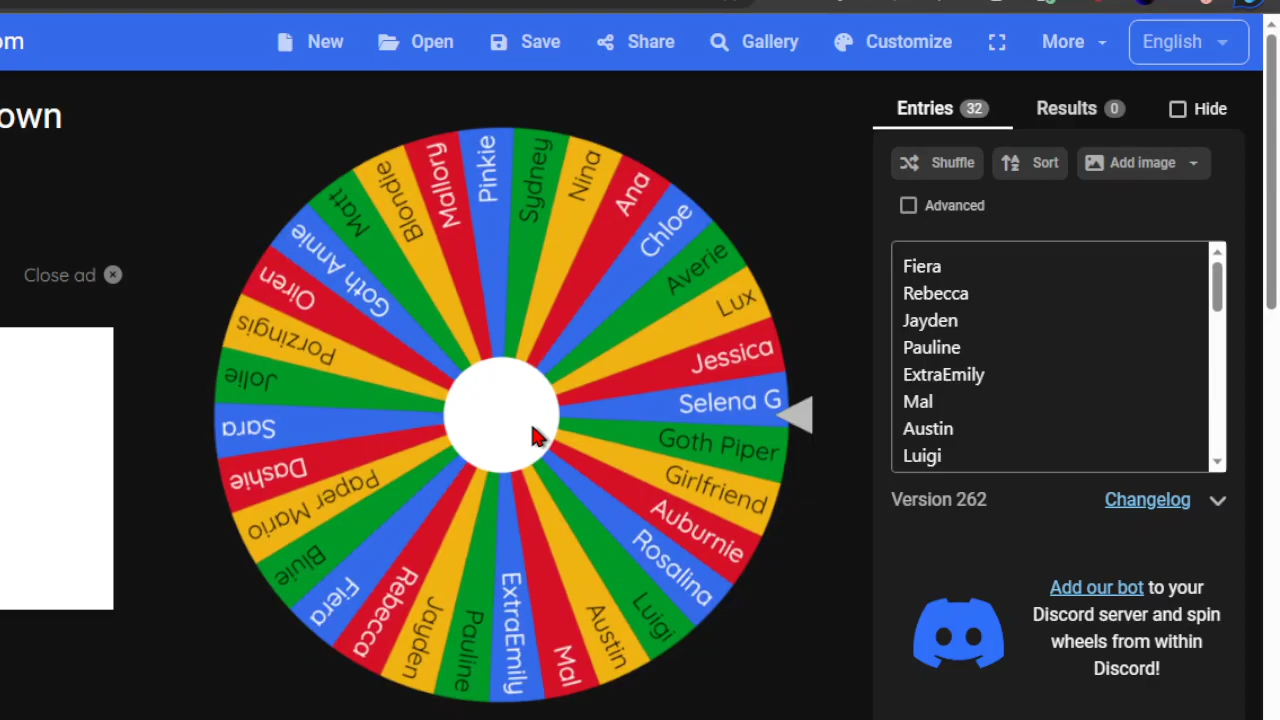 om
New
Open
Save
Share
Gallery
Customize
More
English
own
Close ad
Entries 32
Results 0
Hide
Shuffle
Sort
Add image
Advanced
Fiera
Rebecca
Jayden
Pauline
ExtraEmily
Mal
Austin
Luigi
Version 262
Changelog
Add our bot to your
Discord server and spin
wheels from within
Discord!
Pinkie
Sydney
Nina
Ana
Chloe
Averie
Lux
Jessica
Selena G
Goth Piper
Girlfriend
Auburnie
Rosalina
Luigi
Austin
Mal
ExtraEmily
Pauline
Jayden
Rebecca
Fiera
Bluie
Paper Mario
Dashie
Sara
Jolie
Porzingis
Oiren
Goth Annie
Matt
Blondie
Mallory